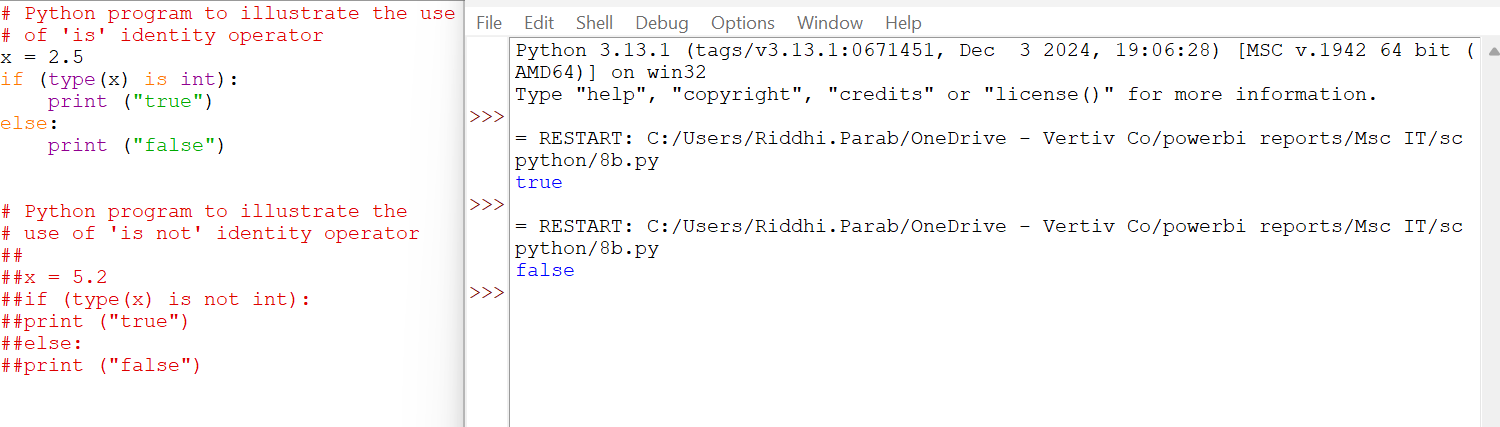 # Python program to illustrate the use
# of 'is' identity operator
x = 2.5
if (type(x) is int):
    print ("true")
else:
    print ("false")
# Python program to illustrate the
# use of 'is not' identity operator
##
##x = 5.2
##if (type(x) is not int):
##print ("true")
##else:
##print ("false")
File Edit Shell Debug Options Window Help
Python 3.13.1 (tags/v3.13.1:0671451, Dec  3 2024, 19:06:28) [MSC v.1942 64 bit (
AMD64)] on win32
Type "help", "copyright", "credits" or "license()" for more information.
>>>
= RESTART: C:/Users/Riddhi.Parab/OneDrive - Vertiv Co/powerbi reports/Msc IT/sc
python/8b.py
true
>>>
= RESTART: C:/Users/Riddhi.Parab/OneDrive - Vertiv Co/powerbi reports/Msc IT/sc
python/8b.py
false
>>>